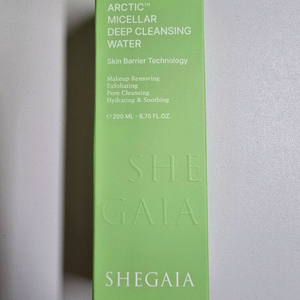 ARCTIC™
MICELLAR
DEEP CLEANSING
WATER
Skin Barrier Technology
Makeup Removing
Exfoliating
Pore Cleansing
Hydrating & Soothing
℮ 200 ML - 6,76 FL.OZ.
SHE
GAIA
SHEGAIA